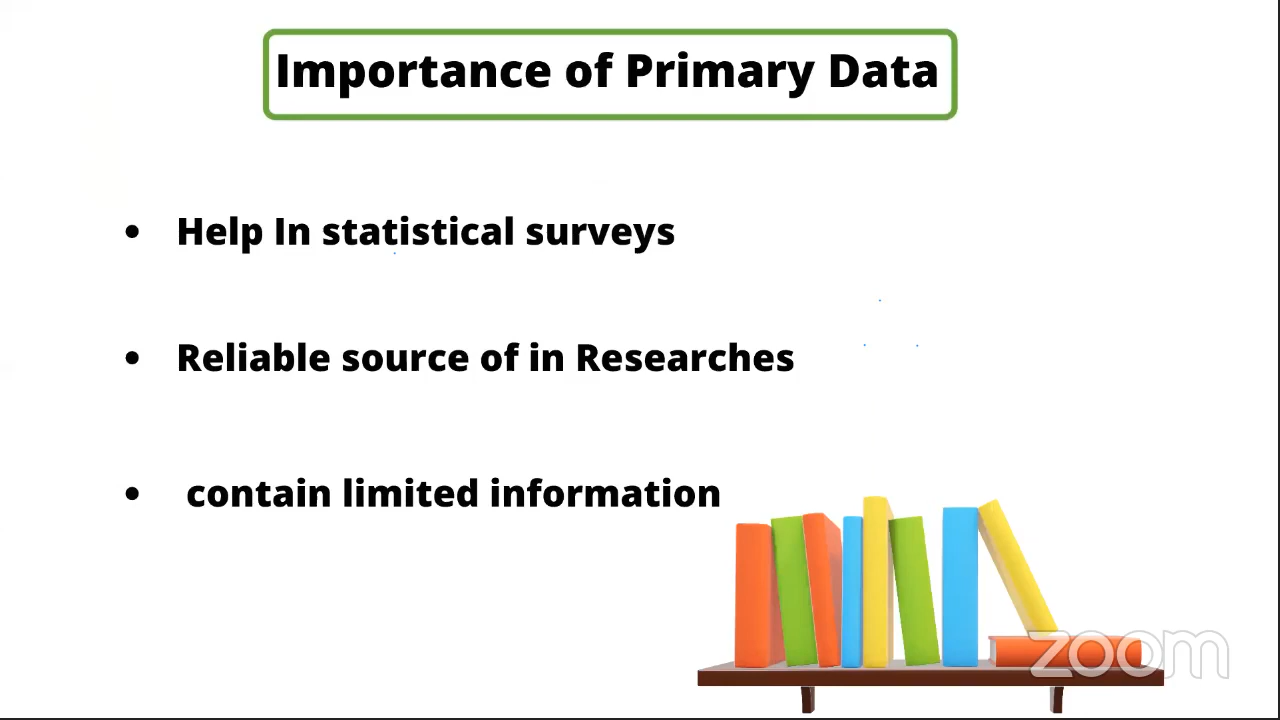 Importance of Primary Data
• Help In statistical surveys
• Reliable source of in Researches
• contain limited information
zoom